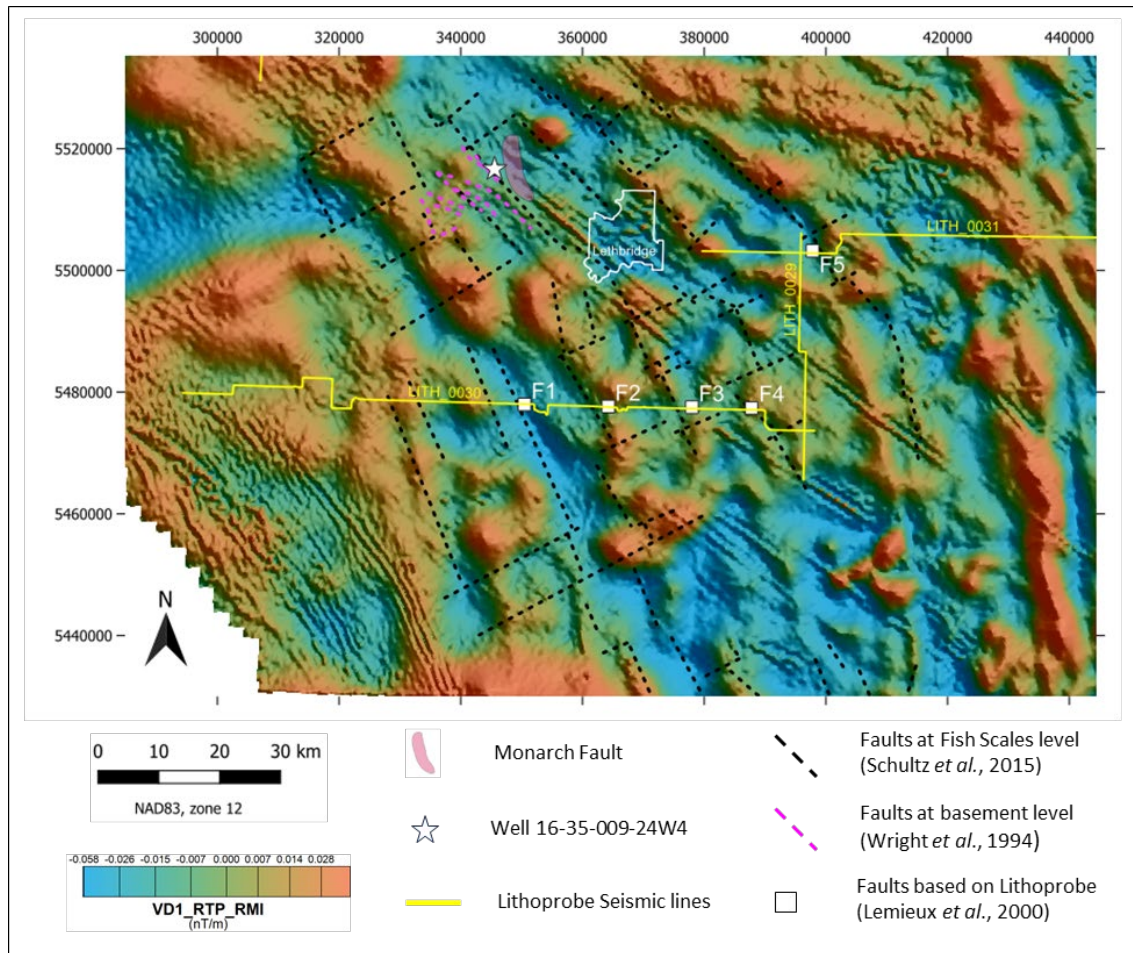 300000 320000 340000 360000 380000 400000 420000 440000
5520000
5500000
5480000
5460000
5440000
Lethbridge
LITH_0031
F5
LITH_0029
LITH_0030
F1
F2
F3
F4
N
0 10 20 30 km
NAD83, zone 12
-0.058 -0.026 -0.015 -0.007 0.000 0.007 0.014 0.028
VD1_RTP_RMI
(nT/m)
Monarch Fault
Well 16-35-009-24W4
Lithoprobe Seismic lines
Faults at Fish Scales level
(Schultz et al., 2015)
Faults at basement level
(Wright et al., 1994)
Faults based on Lithoprobe
(Lemieux et al., 2000)